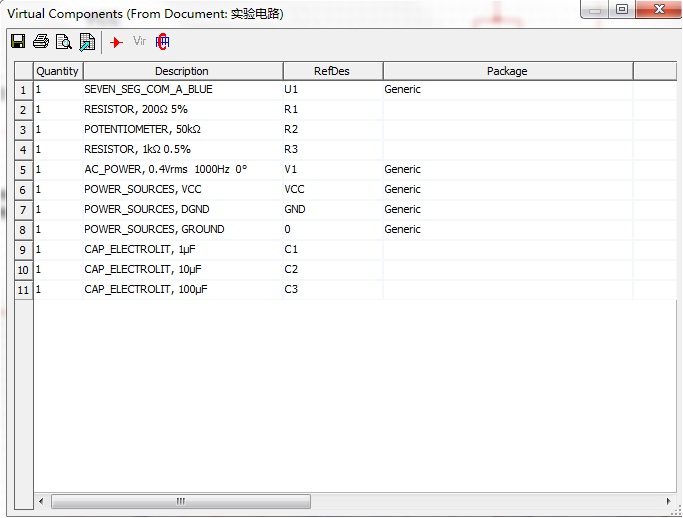 Virtual Components (From Document: 实验电路)
Vir
Quantity Description RefDes Package
1 1 SEVEN_SEG_COM_A_BLUE U1 Generic
2 1 RESISTOR, 200Ω 5% R1
3 1 POTENTIOMETER, 50kΩ R2
4 1 RESISTOR, 1kΩ 0.5% R3
5 1 AC_POWER, 0.4Vrms 1000Hz 0° V1 Generic
6 1 POWER_SOURCES, VCC VCC Generic
7 1 POWER_SOURCES, DGND GND Generic
8 1 POWER_SOURCES, GROUND 0 Generic
9 1 CAP_ELECTROLIT, 1µF C1
10 1 CAP_ELECTROLIT, 10µF C2
11 1 CAP_ELECTROLIT, 100µF C3